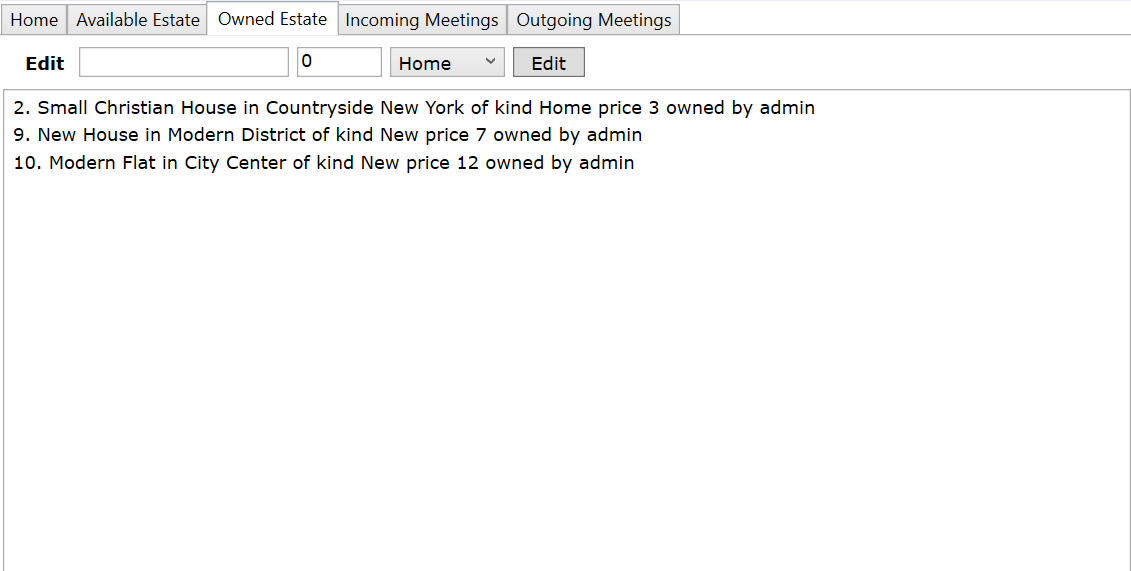 Home Available Estate Owned Estate Incoming Meetings Outgoing Meetings
Edit 0 Home Edit
2. Small Christian House in Countryside New York of kind Home price 3 owned by admin
9. New House in Modern District of kind New price 7 owned by admin
10. Modern Flat in City Center of kind New price 12 owned by admin